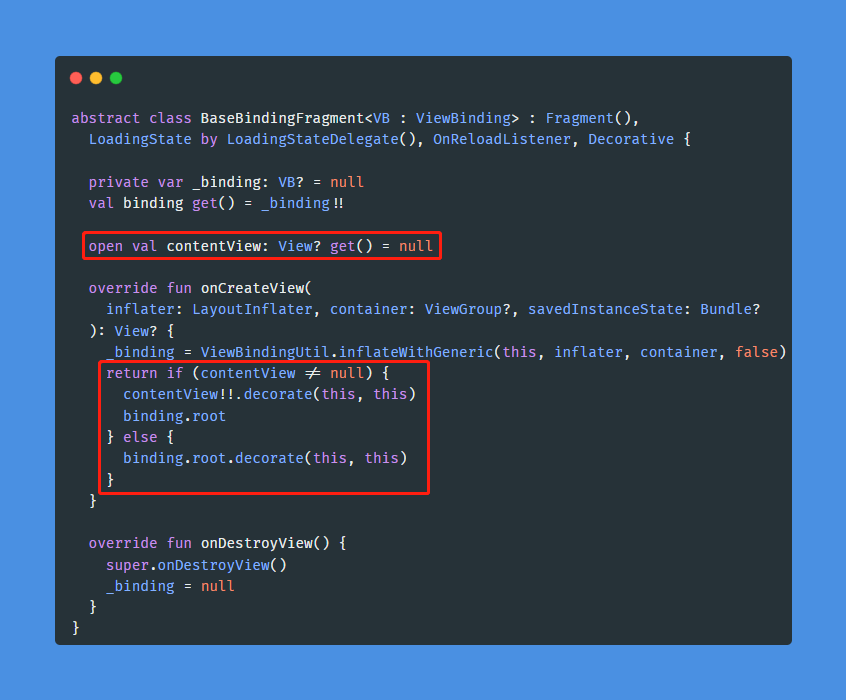 abstract class BaseBindingFragment<VB : ViewBinding> : Fragment(),
  LoadingState by LoadingStateDelegate(), OnReloadListener, Decorative {

  private var _binding: VB? = null
  val binding get() = _binding!!

  open val contentView: View? get() = null

  override fun onCreateView(
    inflater: LayoutInflater, container: ViewGroup?, savedInstanceState: Bundle?
  ): View? {
    _binding = ViewBindingUtil.inflateWithGeneric(this, inflater, container, false)
    return if (contentView ≠ null) {
      contentView!!.decorate(this, this)
      binding.root
    } else {
      binding.root.decorate(this, this)
    }
  }

  override fun onDestroyView() {
    super.onDestroyView()
    _binding = null
  }
}